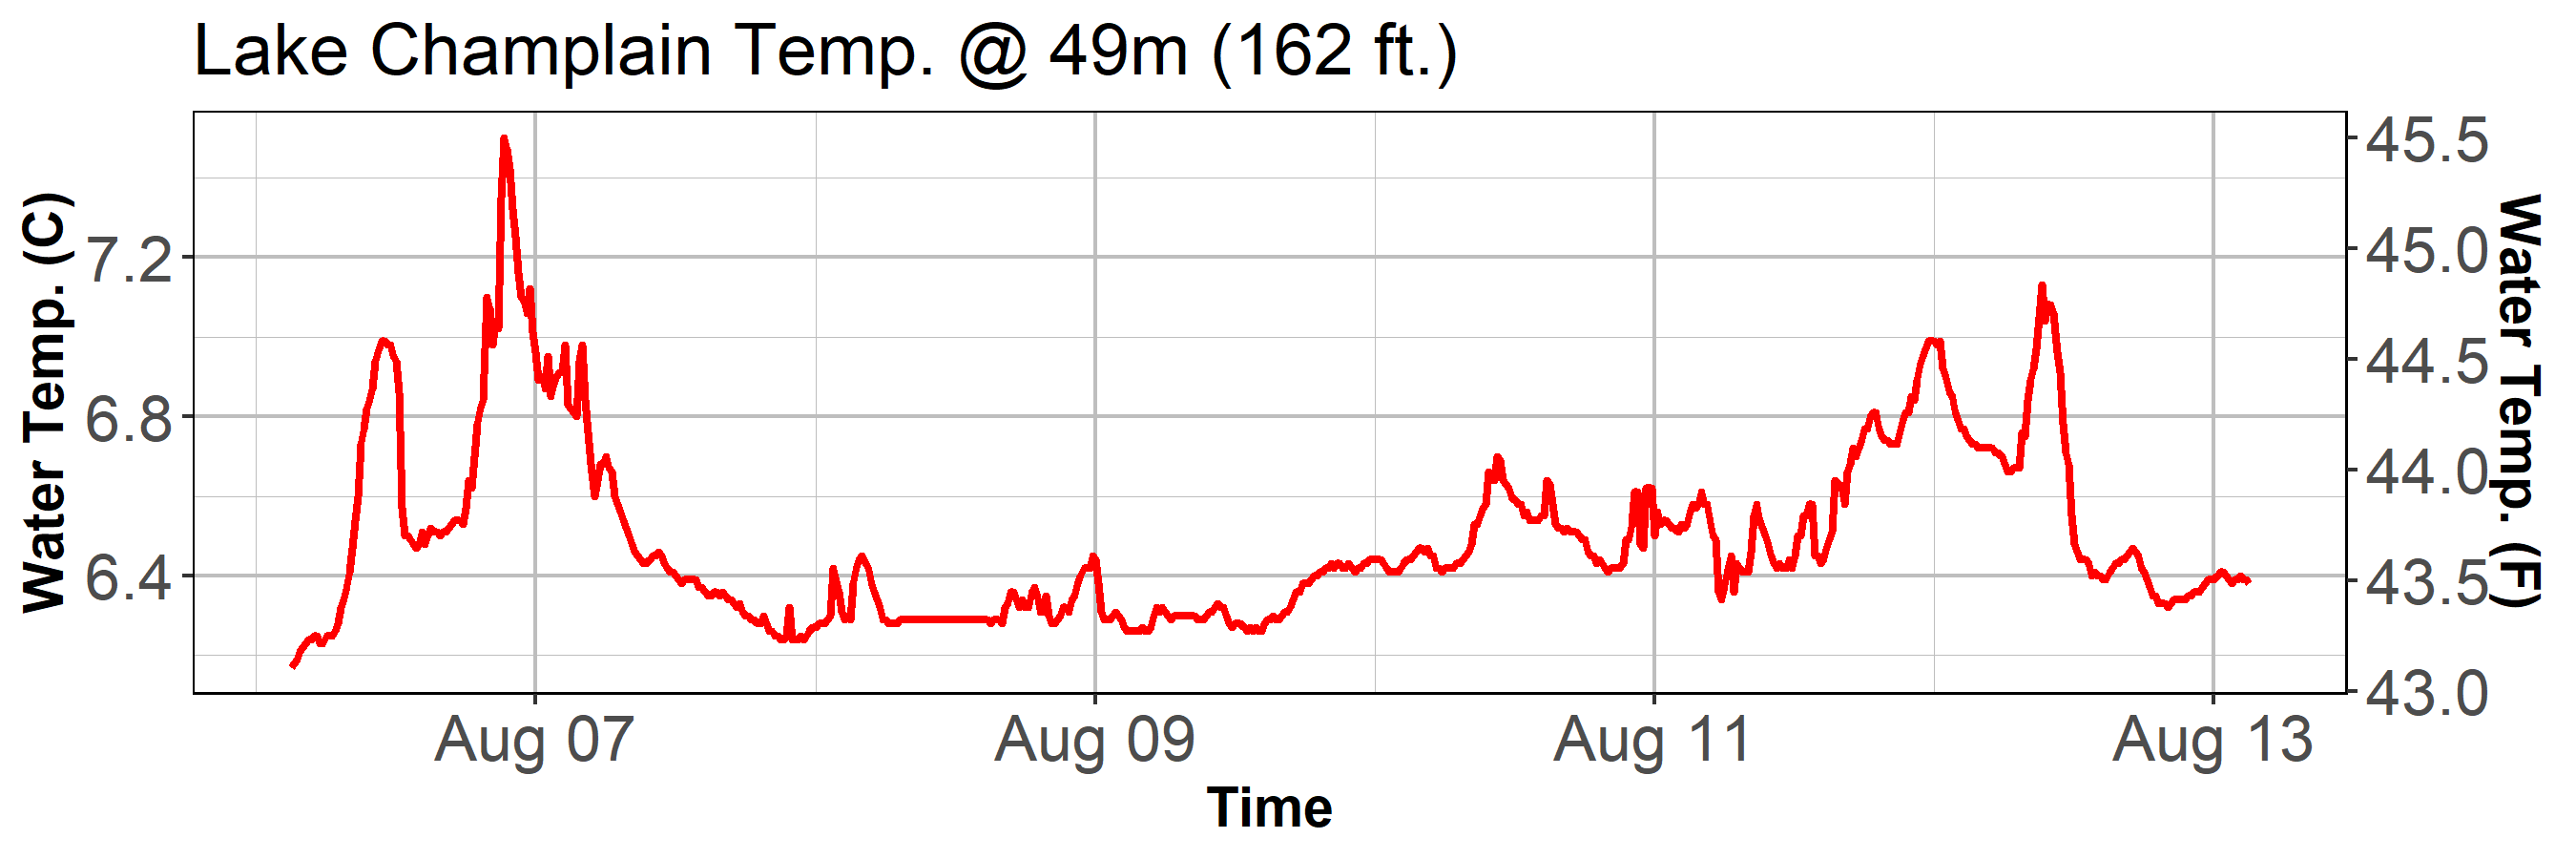 Lake Champlain Temp. @ 49m (162 ft.)
Water Temp. (C)
7.2
6.8
6.4
45.5
45.0
44.5
44.0
43.5
43.0
Water Temp. (F)
Aug 07
Aug 09
Aug 11
Aug 13
Time